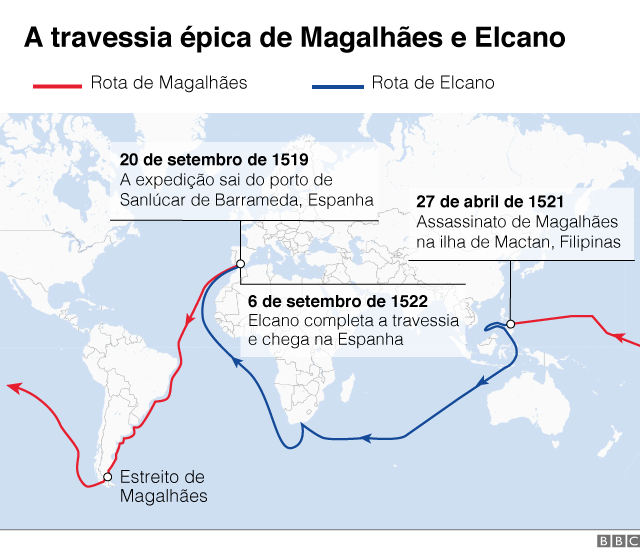 A travessia épica de Magalhães e Elcano
Rota de Magalhães
Rota de Elcano
20 de setembro de 1519
A expedição sai do porto de
Sanlúcar de Barrameda, Espanha
27 de abril de 1521
Assassinato de Magalhães
na ilha de Mactan, Filipinas
6 de setembro de 1522
Elcano completa a travessia
e chega na Espanha
Estreito de
Magalhães
BBC